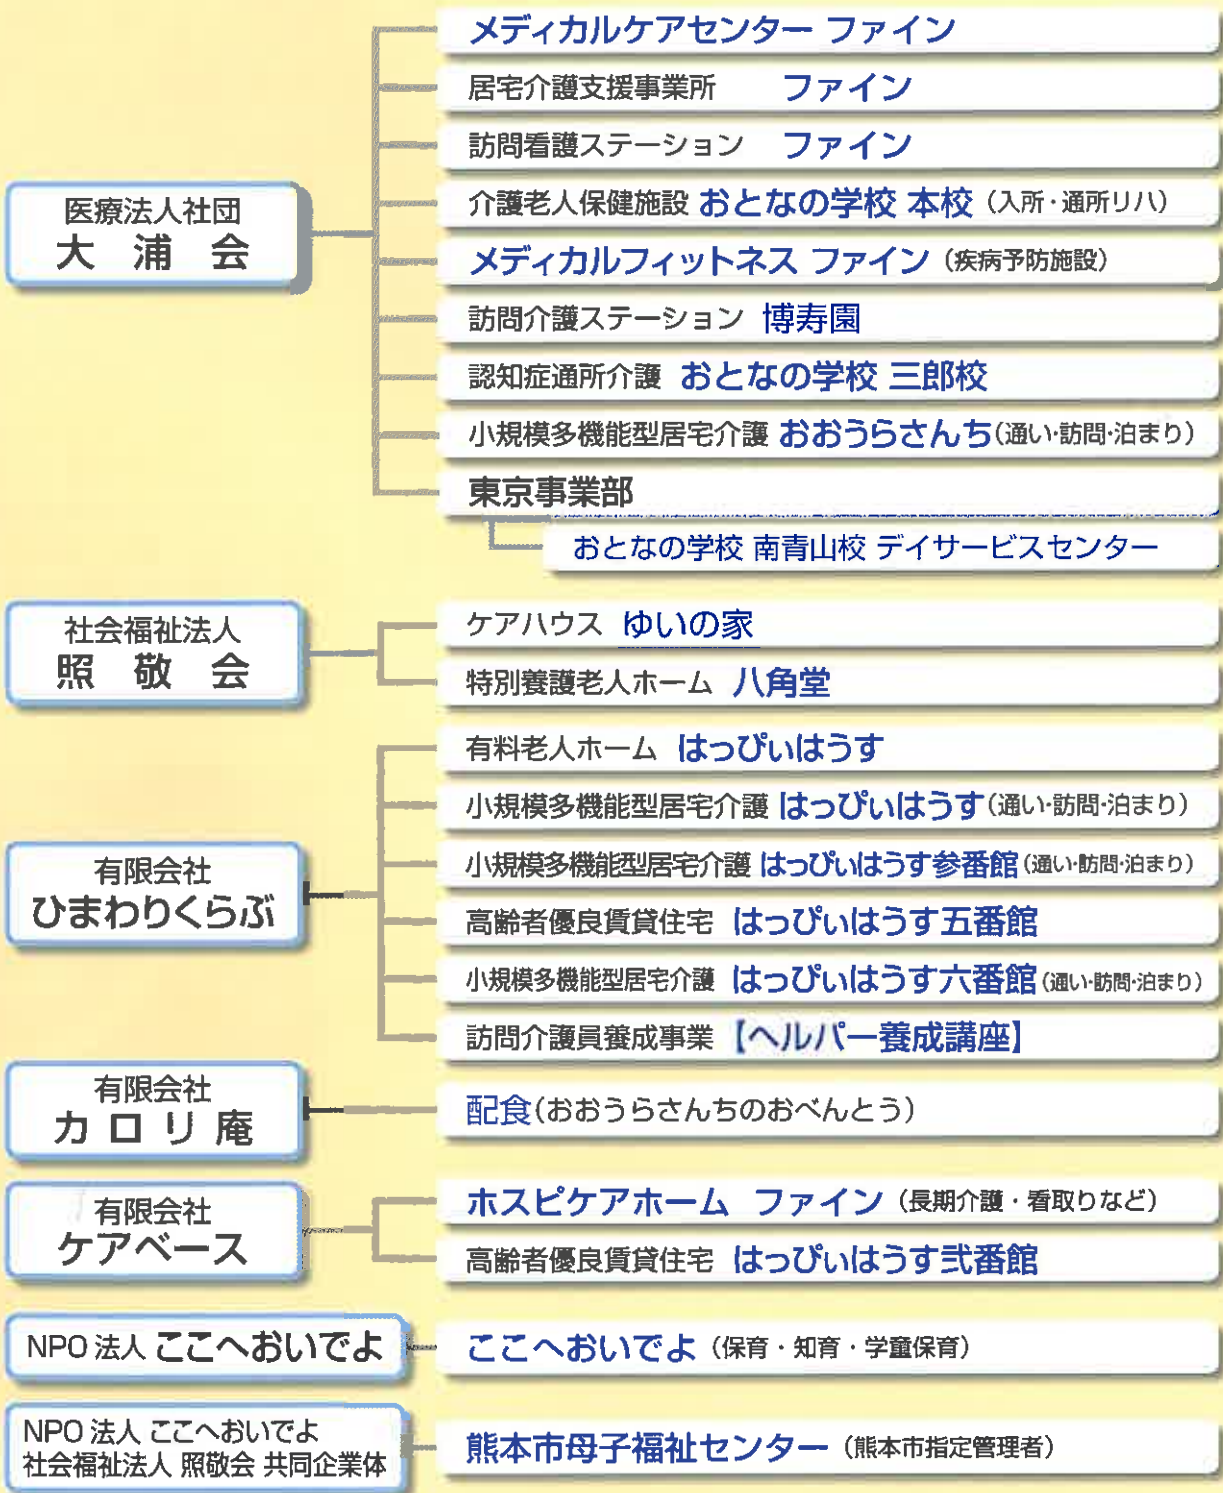 医療法人社団
大浦会
メディカルケアセンター ファイン
居宅介護支援事業所 ファイン
訪問看護ステーション ファイン
介護老人保健施設 おとなの学校 本校（入所・通所リハ）
メディカルフィットネス ファイン（疾病予防施設）
訪問介護ステーション 博寿園
認知症通所介護 おとなの学校 三郎校
小規模多機能型居宅介護 おおうらさんち（通い・訪問・泊まり）
東京事業部
おとなの学校 南青山校 デイサービスセンター
社会福祉法人
照敬会
ケアハウス ゆいの家
特別養護老人ホーム 八角堂
有限会社
ひまわりくらぶ
有料老人ホーム はっぴぃはうす
小規模多機能型居宅介護 はっぴぃはうす（通い・訪問・泊まり）
小規模多機能型居宅介護 はっぴぃはうす参番館（通い・訪問・泊まり）
高齢者優良賃貸住宅 はっぴぃはうす五番館
小規模多機能型居宅介護 はっぴぃはうす六番館（通い・訪問・泊まり）
訪問介護員養成事業【ヘルパー養成講座】
有限会社
カロリ庵
配食（おおうらさんちのおべんとう）
有限会社
ケアベース
ホスピケアホーム ファイン（長期介護・看取りなど）
高齢者優良賃貸住宅 はっぴぃはうす弐番館
NPO法人 ここへおいでよ
ここへおいでよ（保育・知育・学童保育）
NPO法人 ここへおいでよ
社会福祉法人 照敬会 共同企業体
熊本市母子福祉センター（熊本市指定管理者）